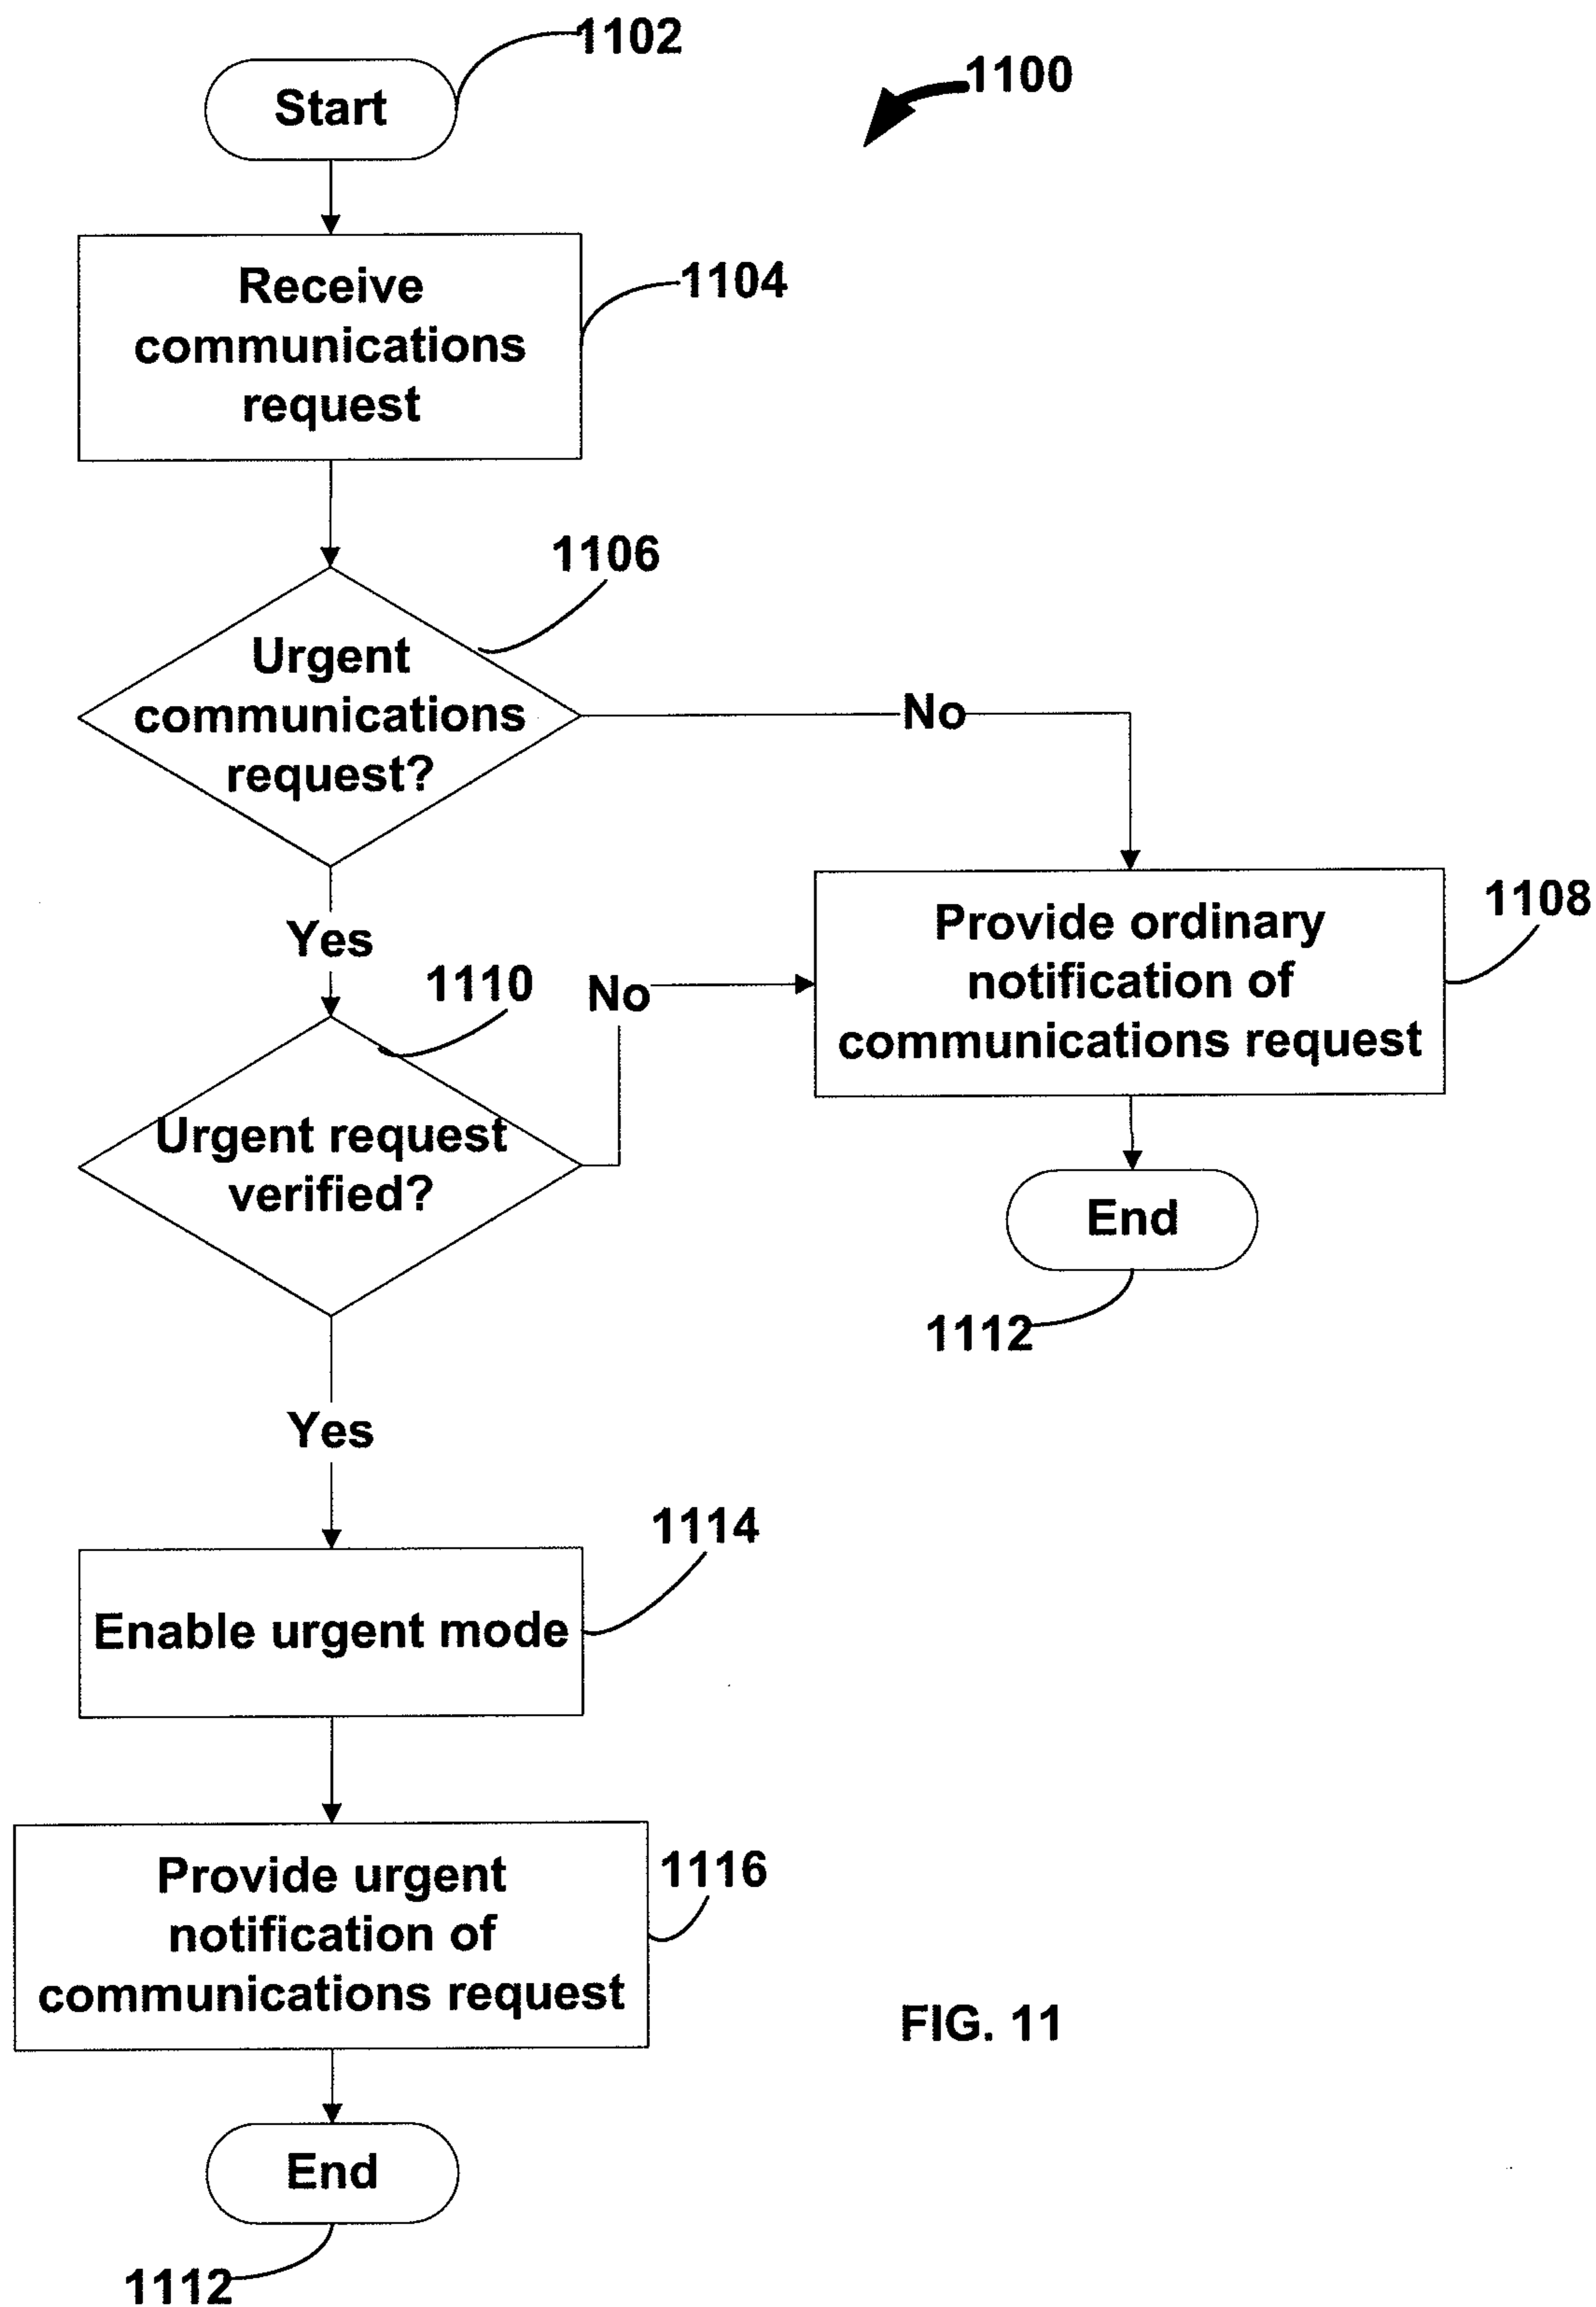 1102
Start
1100
Receive
communications
request
1104
1106
Urgent
communications
request?
No
Yes
1108
Provide ordinary
notification of
communications request
1110
No
Urgent request
verified?
End
1112
Yes
1114
Enable urgent mode
1116
Provide urgent
notification of
communications request
FIG. 11
End
1112